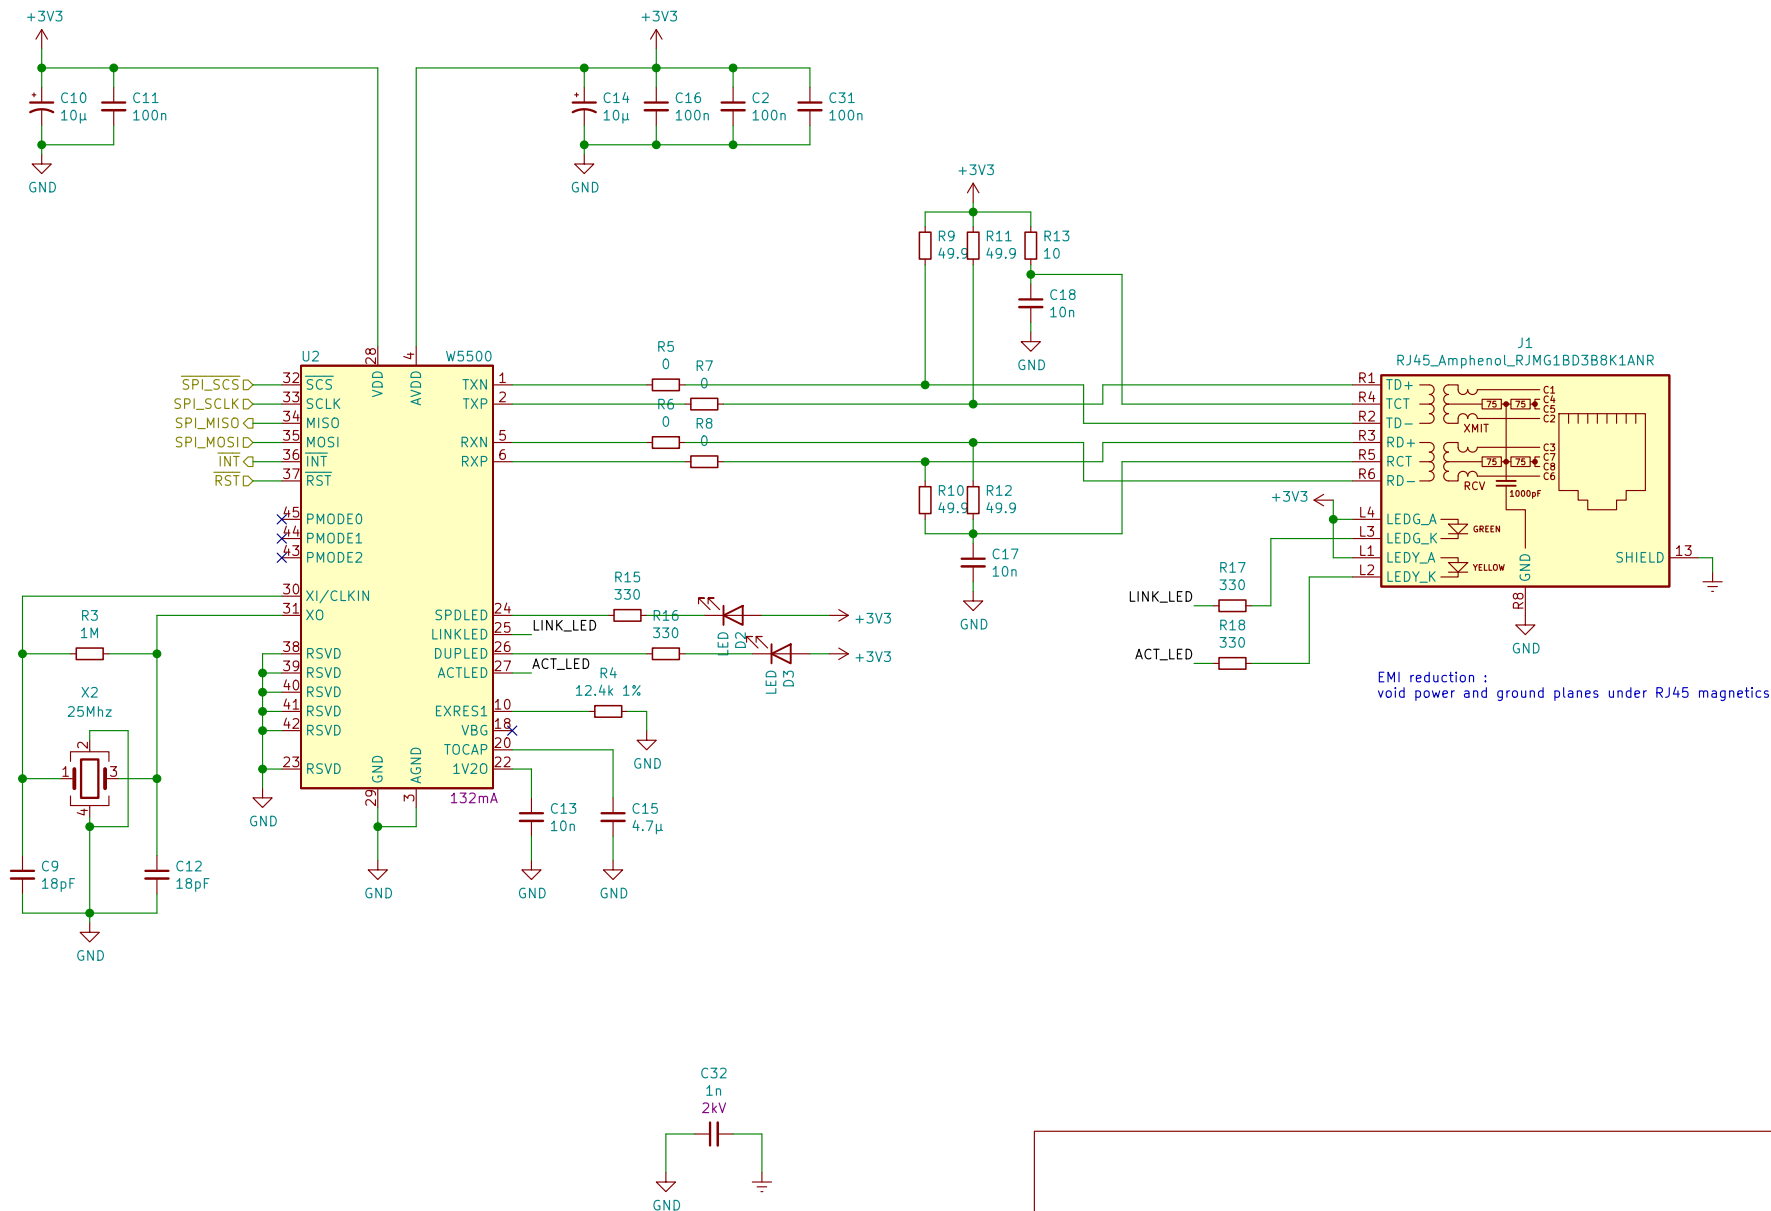 +3V3
+3V3
C10
10µ
C11
100n
C14
10µ
C16
100n
C2
100n
C31
100n
GND
GND
+3V3
R9
49.9
R11
49.9
R13
10
C18
10n
GND
U2
W5500
28
VDD
4
AVDD
SPI_SCS
SPI_SCLK
SPI_MISO
SPI_MOSI
INT
RST
32 SCS
33 SCLK
34 MISO
35 MOSI
36 INT
37 RST
45 PMODE0
44 PMODE1
43 PMODE2
30 XI/CLKIN
31 XO
38 RSVD
39 RSVD
40 RSVD
41 RSVD
42 RSVD
23 RSVD
TXN 1
TXP 2
RXN 5
RXP 6
SPDLED 24
LINKLED 25
DUPLED 26
ACTLED 27
EXRES1 10
VBG 18
TOCAP 20
1V2O 22
GND
29
AGND
3
132mA
R5
0
R7
0
R6
0
R8
0
R10
49.9
R12
49.9
C17
10n
GND
R15
330
R16
330
LINK_LED
ACT_LED
LED
D2
+3V3
LED
D3
+3V3
R4
12.4k 1%
GND
C13
10n
C15
4.7µ
GND
GND
GND
GND
R3
1M
X2
25Mhz
2
1
3
4
C9
18pF
C12
18pF
GND
J1
RJ45_Amphenol_RJMG1BD3B8K1ANR
R1 TD+
R4 TCT
R2 TD-
R3 RD+
R5 RCT
R6 RD-
L4 LEDG_A
L3 LEDG_K
L1 LEDY_A
L2 LEDY_K
75
75
C1
C4
C5
C2
XMIT
75
75
C3
C7
C8
C6
RCV
1000pF
GREEN
YELLOW
GND
R8
SHIELD 13
+3V3
GND
LINK_LED
R17
330
ACT_LED
R18
330
EMI reduction :
void power and ground planes under RJ45 magnetics
C32
1n
2kV
GND